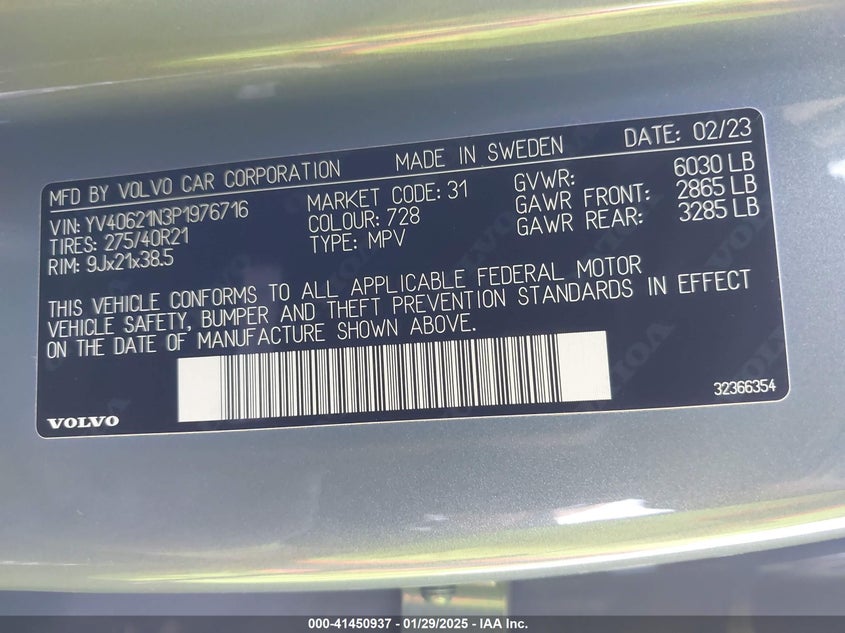 MFD BY VOLVO CAR CORPORATION MADE IN SWEDEN DATE: 02/23
VIN: YV40621N3P1976716 MARKET CODE: 31 GVWR: 6030 LB
TIRES: 275/40R21 COLOUR: 728 GAWR FRONT: 2865 LB
RIM: 9Jx21x38.5 TYPE: MPV GAWR REAR: 3285 LB
THIS VEHICLE CONFORMS TO ALL APPLICABLE FEDERAL MOTOR
VEHICLE SAFETY, BUMPER AND THEFT PREVENTION STANDARDS IN EFFECT
ON THE DATE OF MANUFACTURE SHOWN ABOVE.
VOLVO 32366354
000-41450937 - 01/29/2025 - IAA Inc.